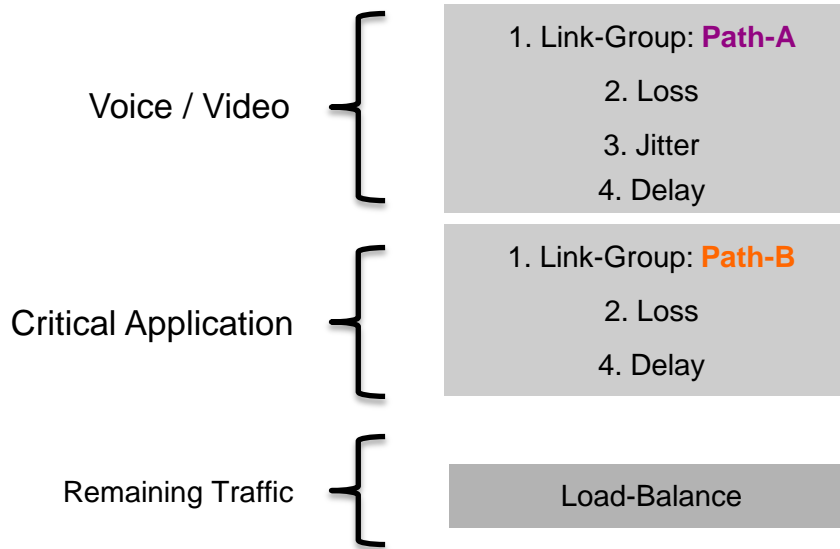 Voice / Video
1. Link-Group: Path-A
2. Loss
3. Jitter
4. Delay
Critical Application
1. Link-Group: Path-B
2. Loss
4. Delay
Remaining Traffic
Load-Balance